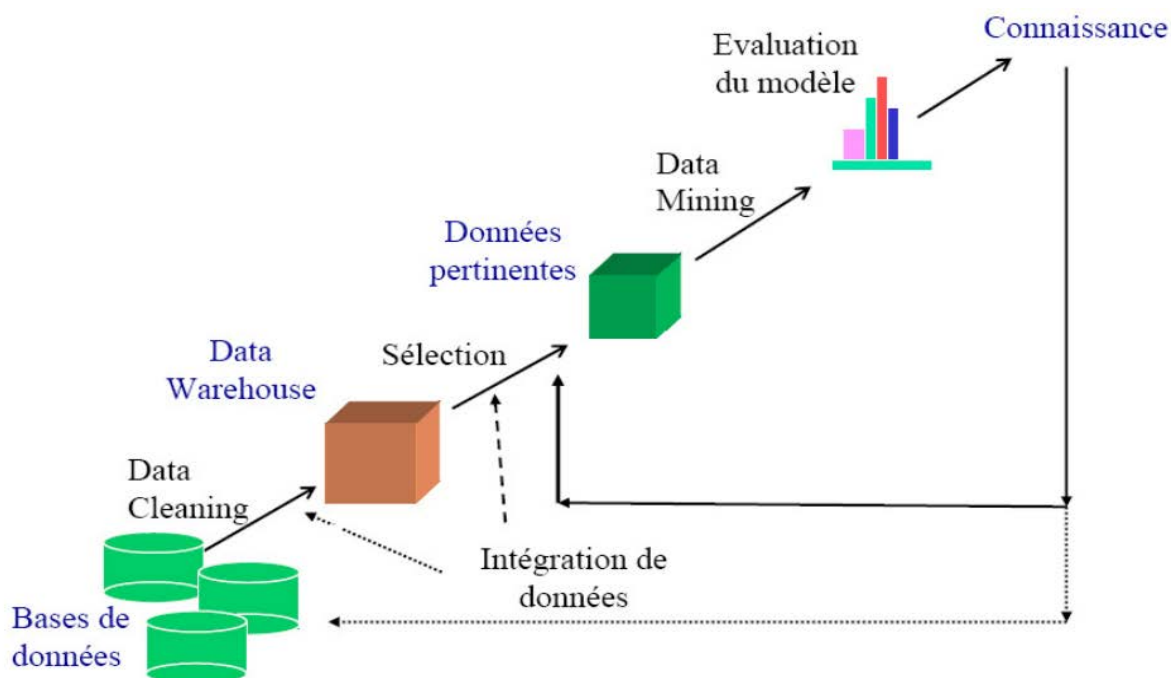 Connaissance
Evaluation
du modèle
Data
Mining
Données
pertinentes
Sélection
Data
Warehouse
Data
Cleaning
Intégration de
données
Bases de
données